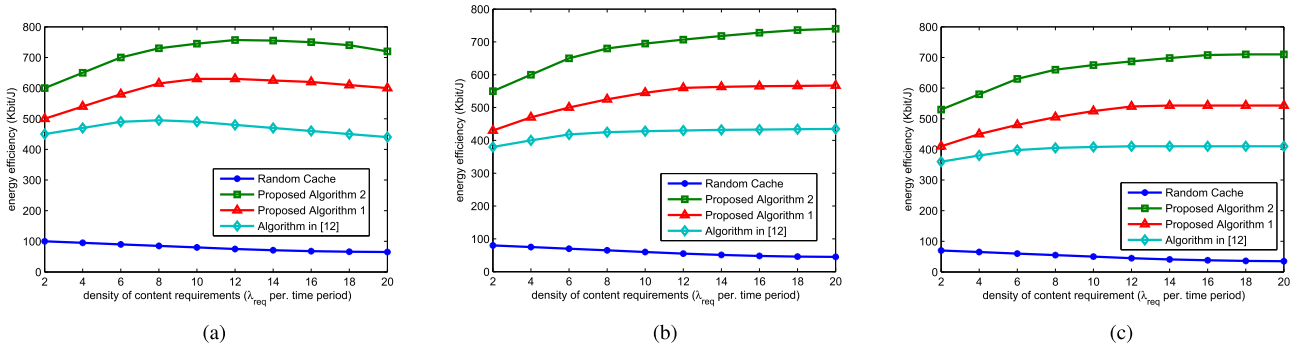 800
700
600
500
400
300
200
100
0
energy efficiency (Kbit/J)
Random Cache
Proposed Algorithm 2
Proposed Algorithm 1
Algorithm in [12]
2 4 6 8 10 12 14 16 18 20
density of content requirements (λreq per. time period)
(a)
800
700
600
500
400
300
200
100
0
energy efficiency (Kbit/J)
Random Cache
Proposed Algorithm 2
Proposed Algorithm 1
Algorithm in [12]
2 4 6 8 10 12 14 16 18 20
density of content requirements (λreq per. time period)
(b)
800
700
600
500
400
300
200
100
0
energy efficiency (Kbit/J)
Random Cache
Proposed Algorithm 2
Proposed Algorithm 1
Algorithm in [12]
2 4 6 8 10 12 14 16 18 20
density of content requirement (λreq per. time period)
(c)